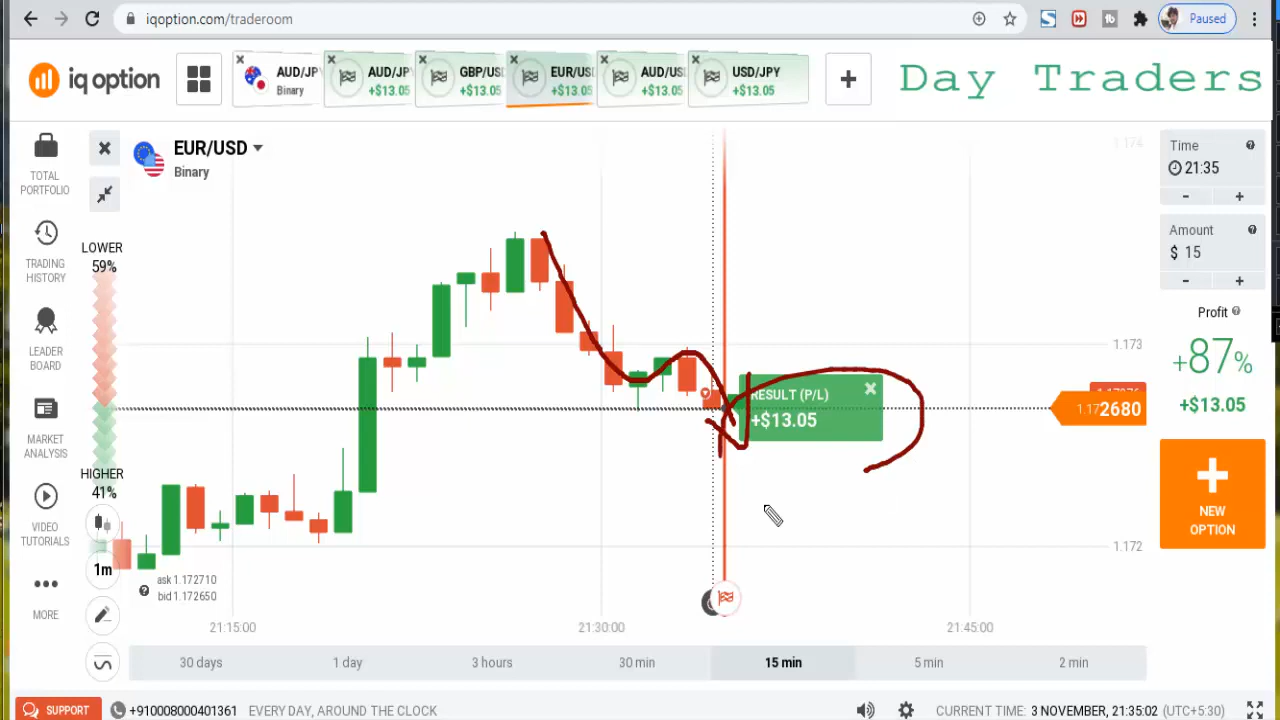 iqoption.com/traderoom
Paused
iq option
AUD/JP
Binary
AUD/JP
+$13.05
GBP/US
+$13.05
EUR/USD
+$13.05
AUD/US
+$13.05
USD/JPY
+$13.05
Day Traders
TOTAL
PORTFOLIO
TRADING
HISTORY
LEADER
BOARD
MARKET
ANALYSIS
VIDEO
TUTORIALS
MORE
EUR/USD
Binary
LOWER
59%
HIGHER
41%
1m
ask 1.172710
bid 1.172650
RESULT (P/L)
+$13.05
1.174
1.173
1.172680
1.172
Time
21:35
- +
Amount
$ 15
- +
Profit
+87%
+$13.05
NEW
OPTION
21:15:00 21:30:00 21:45:00
30 days 1 day 3 hours 30 min 15 min 5 min 2 min
SUPPORT +910008000401361 EVERY DAY, AROUND THE CLOCK CURRENT TIME: 3 NOVEMBER, 21:35:02 (UTC+5:30)